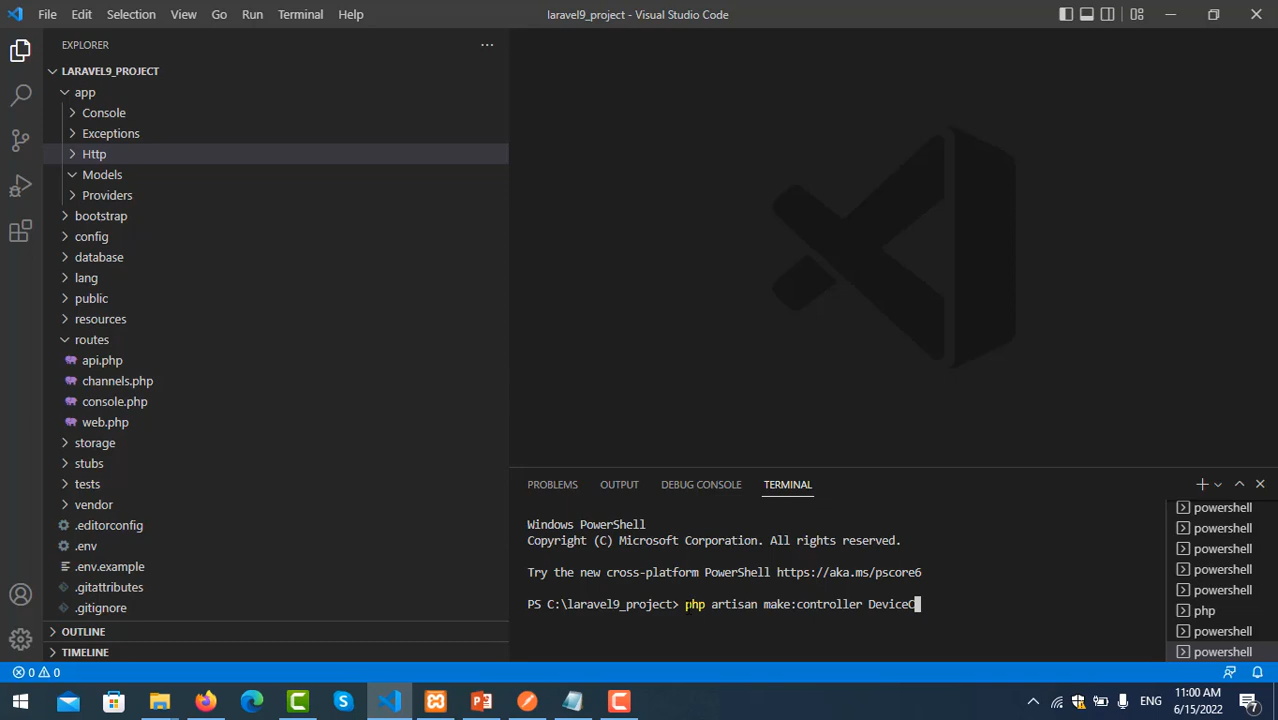 File Edit Selection View Go Run Terminal Help
laravel9_project - Visual Studio Code
EXPLORER
LARAVEL9_PROJECT
app
Console
Exceptions
Http
Models
Providers
bootstrap
config
database
lang
public
resources
routes
api.php
channels.php
console.php
web.php
storage
stubs
tests
vendor
.editorconfig
.env
.env.example
.gitattributes
.gitignore
OUTLINE
TIMELINE
PROBLEMS OUTPUT DEBUG CONSOLE TERMINAL
Windows PowerShell
Copyright (C) Microsoft Corporation. All rights reserved.
Try the new cross-platform PowerShell https://aka.ms/pscore6
PS C:\laravel9_project> php artisan make:controller DeviceC
powershell
powershell
powershell
powershell
powershell
php
powershell
powershell
0 0
ENG
11:00 AM
6/15/2022
7